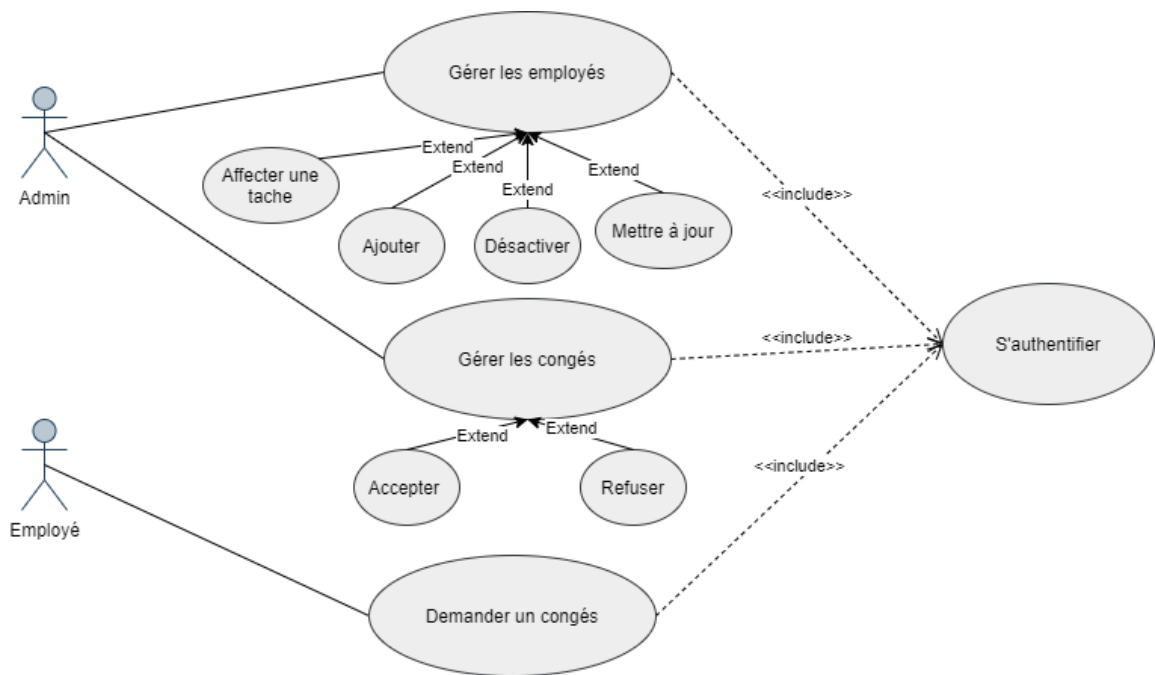 Gérer les employés
Admin
Extend
Extend
Extend
Extend
Affecter une
tache
Ajouter
Désactiver
Mettre à jour
<<include>>
Gérer les congés
<<include>>
S'authentifier
Employé
Extend
Extend
Accepter
Refuser
<<include>>
Demander un congés